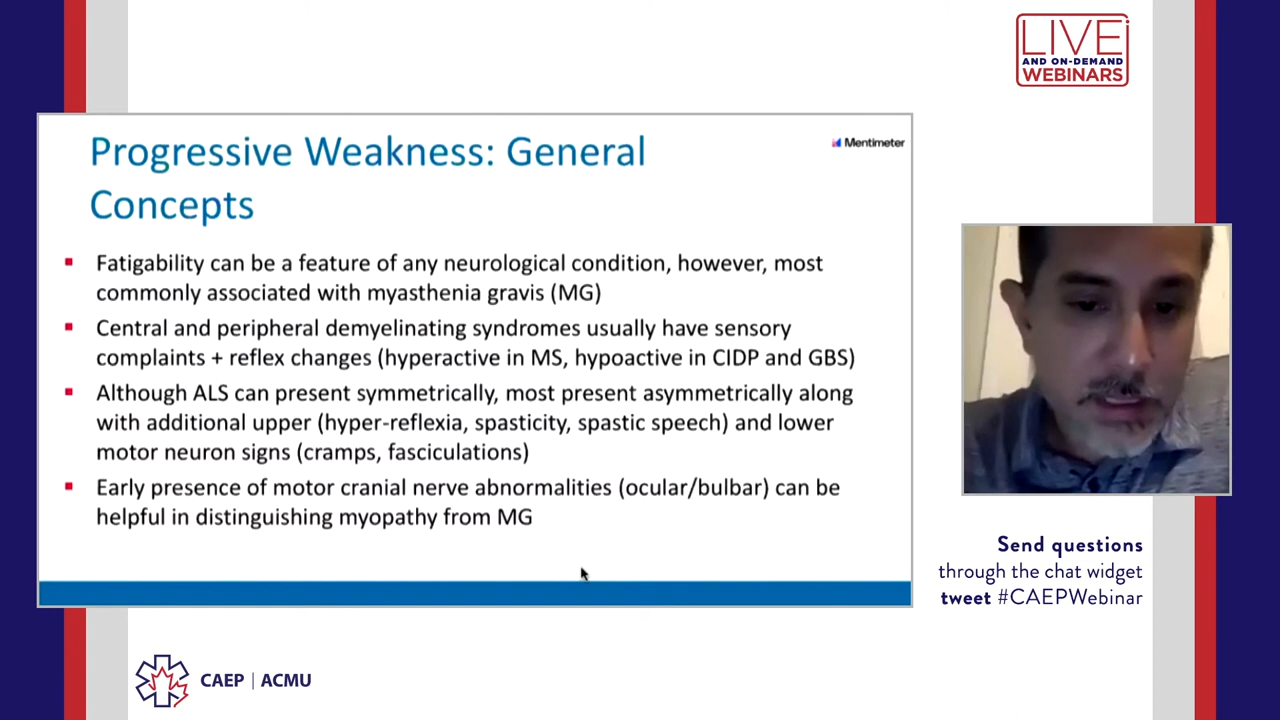 LIVE
AND ON-DEMAND
WEBINARS
Progressive Weakness: General
Concepts
Mentimeter
▪ Fatigability can be a feature of any neurological condition, however, most
commonly associated with myasthenia gravis (MG)
▪ Central and peripheral demyelinating syndromes usually have sensory
complaints + reflex changes (hyperactive in MS, hypoactive in CIDP and GBS)
▪ Although ALS can present symmetrically, most present asymmetrically along
with additional upper (hyper-reflexia, spasticity, spastic speech) and lower
motor neuron signs (cramps, fasciculations)
▪ Early presence of motor cranial nerve abnormalities (ocular/bulbar) can be
helpful in distinguishing myopathy from MG
Send questions
through the chat widget
tweet #CAEPWebinar
CAEP | ACMU